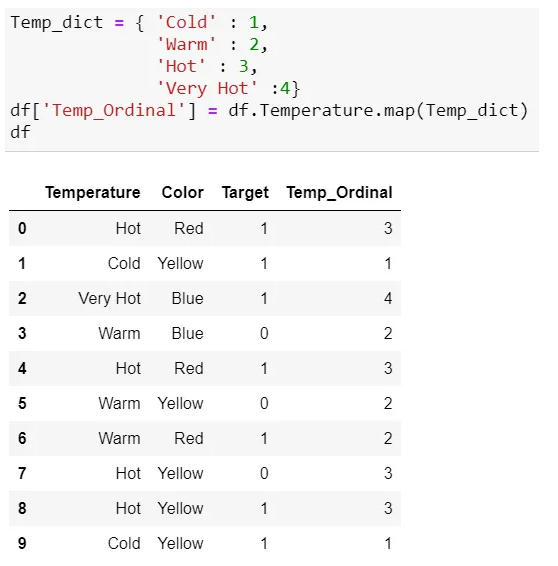 Temp_dict = { 'Cold' : 1,
'Warm' : 2,
'Hot' : 3,
'Very Hot' :4}
df['Temp_Ordinal'] = df.Temperature.map(Temp_dict)
df
Temperature Color Target Temp_Ordinal
0 Hot Red 1 3
1 Cold Yellow 1 1
2 Very Hot Blue 1 4
3 Warm Blue 0 2
4 Hot Red 1 3
5 Warm Yellow 0 2
6 Warm Red 1 2
7 Hot Yellow 0 3
8 Hot Yellow 1 3
9 Cold Yellow 1 1